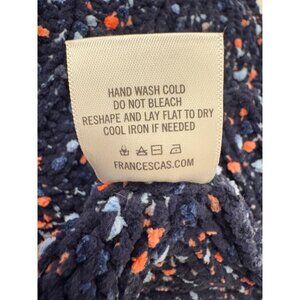 HAND WASH COLD
DO NOT BLEACH
RESHAPE AND LAY FLAT TO DRY
COOL IRON IF NEEDED
FRANCESCAS.COM